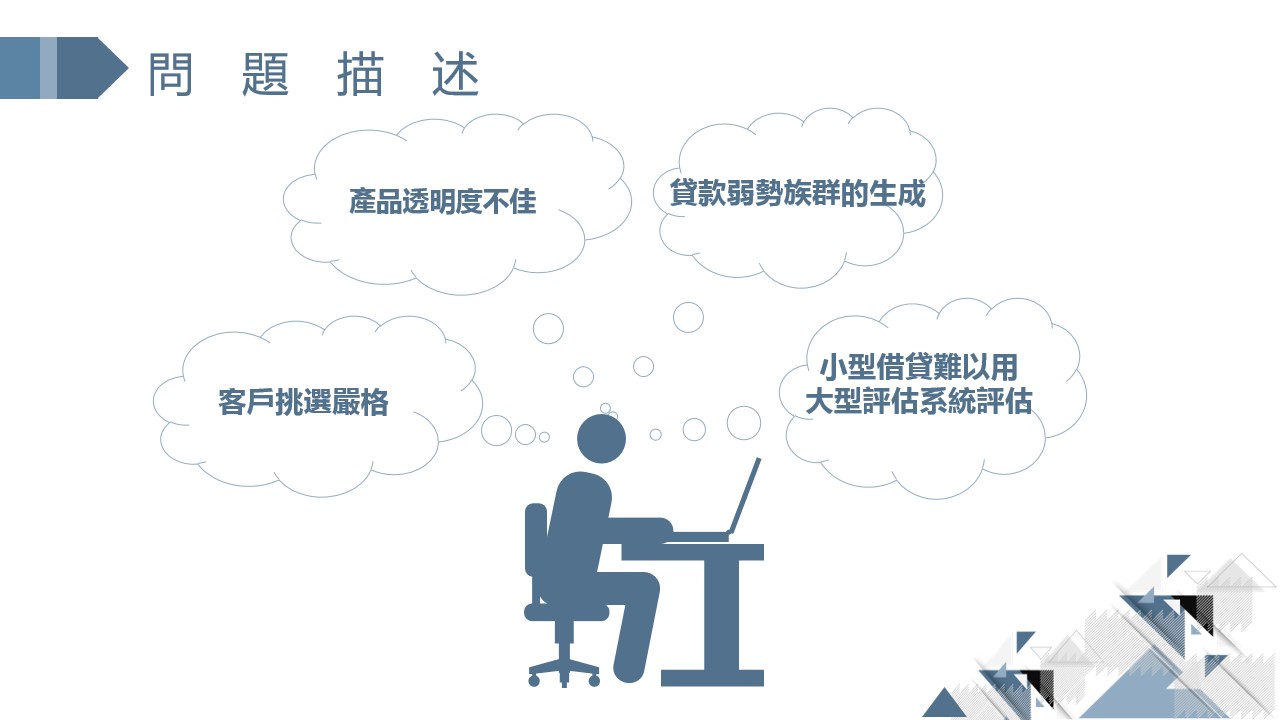 問題描述
產品透明度不佳
貸款弱勢族群的生成
客戶挑選嚴格
小型借貸難以用
大型評估系統評估